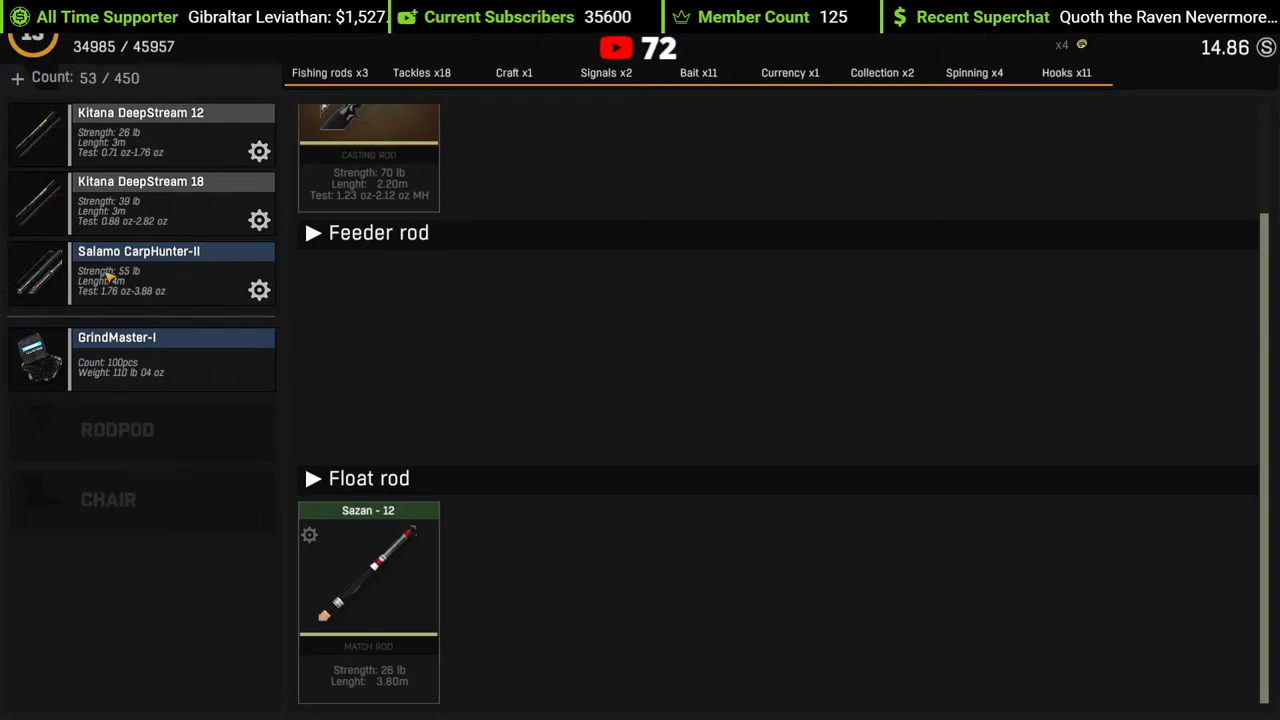 All Time Supporter Gibraltar Leviathan: $1,527.
Current Subscribers 35600
Member Count 125
Recent Superchat Quoth the Raven Nevermore...
34985 / 45957
72
x4
14.86
Count: 53 / 450
Fishing rods x3
Tackles x18
Craft x1
Signals x2
Bait x11
Currency x1
Collection x2
Spinning x4
Hooks x11
Kitana DeepStream 12
Strength: 26 lb
Lenght: 3m
Test: 0.71 oz-1.76 oz
Kitana DeepStream 18
Strength: 39 lb
Lenght: 3m
Test: 0.88 oz-2.82 oz
Salamo CarpHunter-II
Strength: 55 lb
Lenght: 4m
Test: 1.76 oz-3.88 oz
GrindMaster-I
Count: 100pcs
Weight: 110 lb 04 oz
RODPOD
CHAIR
CASTING ROD
Strength: 70 lb
Lenght: 2.20m
Test: 1.23 oz-2.12 oz MH
Feeder rod
Float rod
Sazan - 12
MATCH ROD
Strength: 26 lb
Lenght: 3.80m